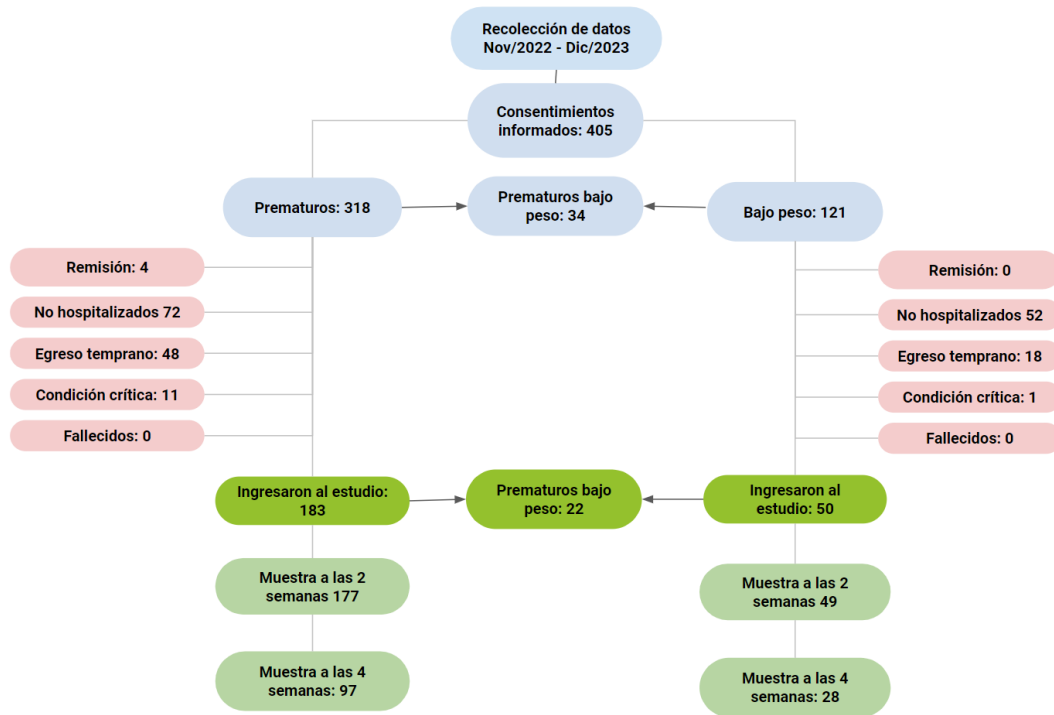 Recolección de datos
Nov/2022 - Dic/2023
Consentimientos
informados: 405
Prematuros: 318
Prematuros bajo
peso: 34
Bajo peso: 121
Remisión: 4
No hospitalizados 72
Egreso temprano: 48
Condición crítica: 11
Fallecidos: 0
Remisión: 0
No hospitalizados 52
Egreso temprano: 18
Condición crítica: 1
Fallecidos: 0
Ingresaron al estudio:
183
Prematuros bajo
peso: 22
Ingresaron al
estudio: 50
Muestra a las 2
semanas 177
Muestra a las 2
semanas 49
Muestra a las 4
semanas: 97
Muestra a las 4
semanas: 28